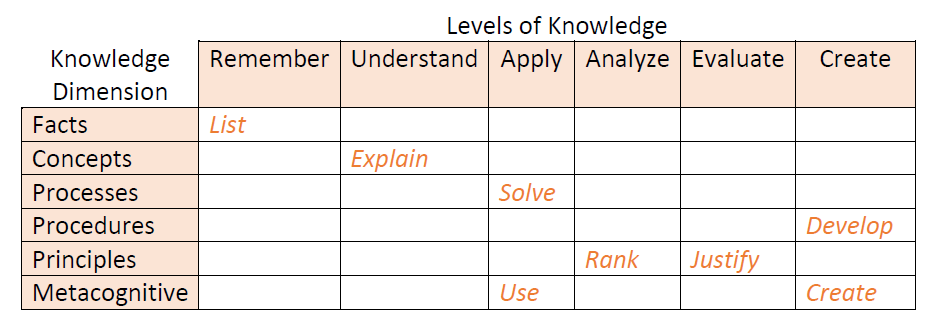 Levels of Knowledge
Knowledge Dimension Remember Understand Apply Analyze Evaluate Create
Facts List
Concepts Explain
Processes Solve
Procedures Develop
Principles Rank Justify
Metacognitive Use Create